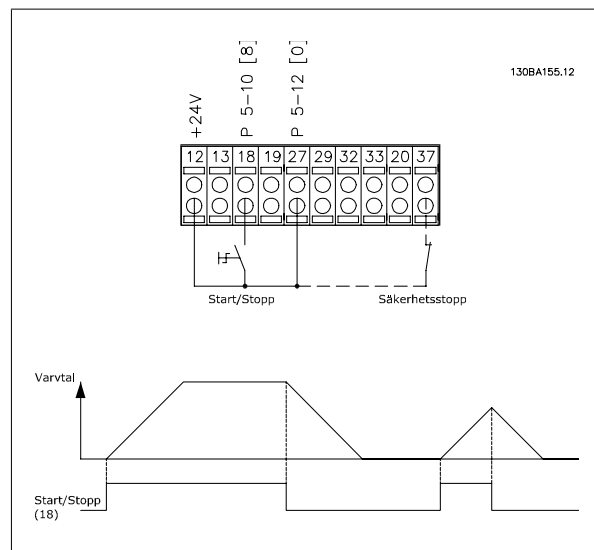 130BA155.12
+24V
P 5-10 [8]
P 5-12 [0]
12 13 18 19 27 29 32 33 20 37
Start/Stopp
Säkerhetsstopp
Varvtal
Start/Stopp
(18)